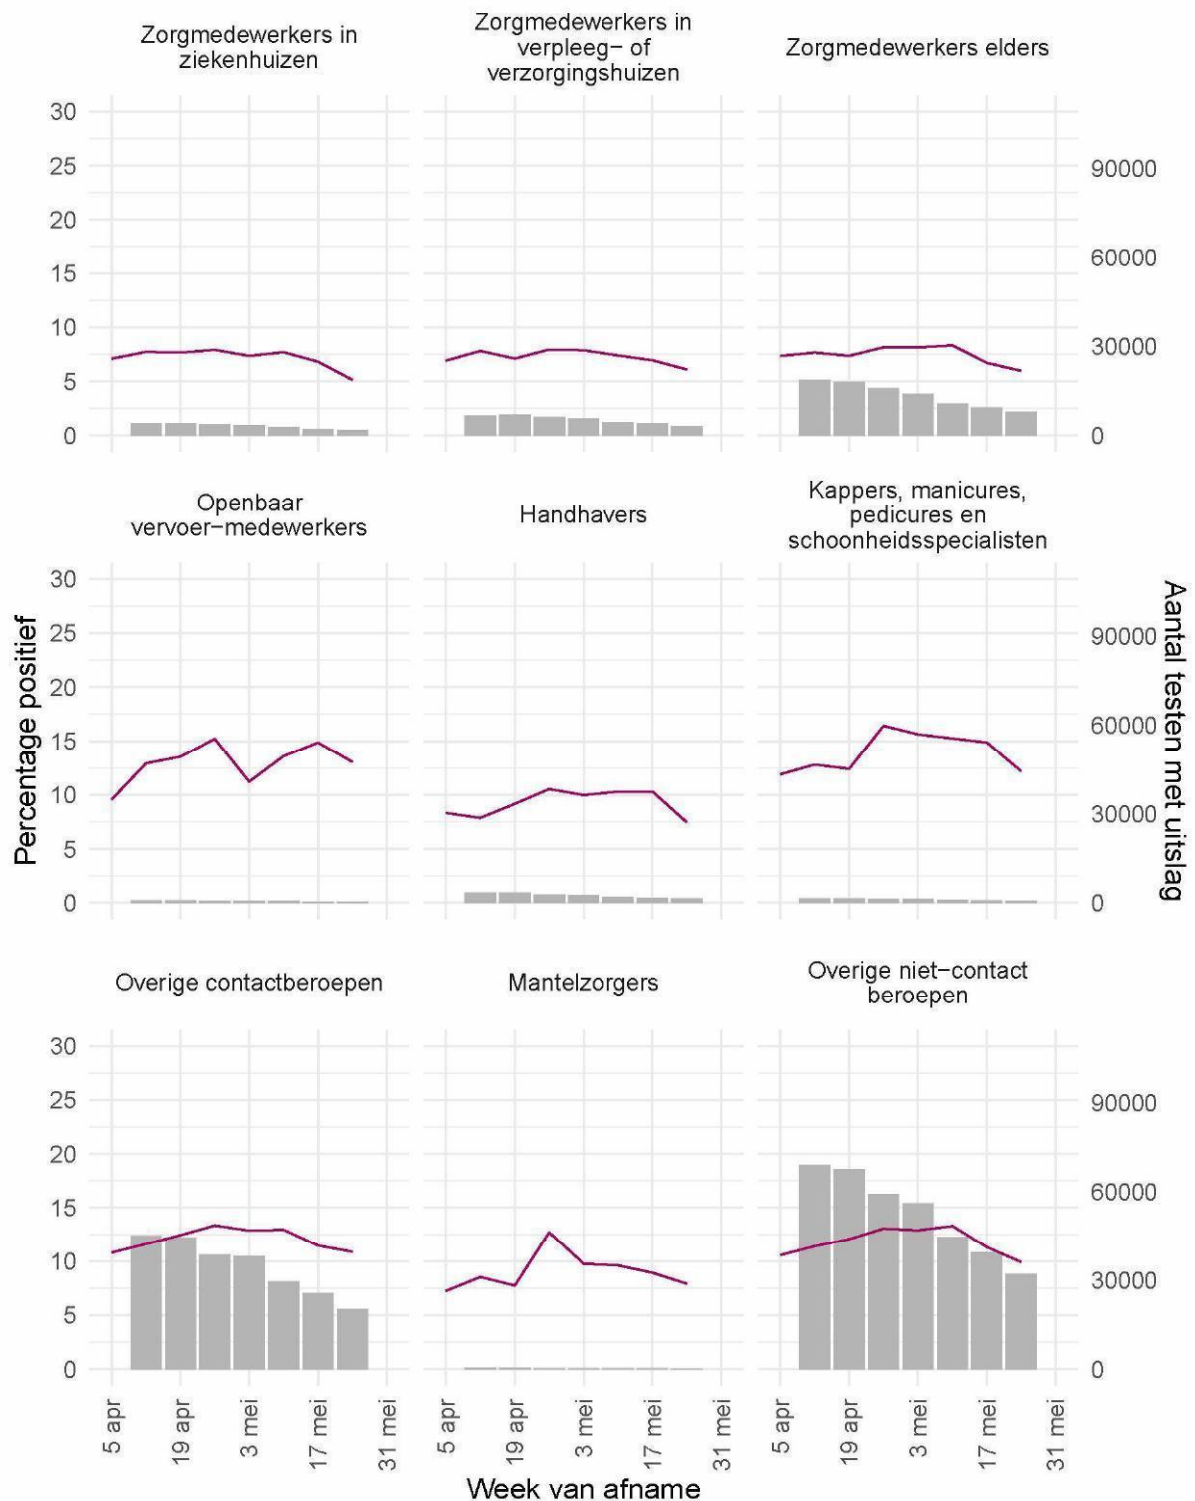 Zorgmedewerkers in
ziekenhuizen
Zorgmedewerkers in
verpleeg− of
verzorgingshuizen
Zorgmedewerkers elders
30
25
20
15
10
5
0
90000
60000
30000
0
Openbaar
vervoer−medewerkers
Handhavers
Kappers, manicures,
pedicures en
schoonheidsspecialisten
30
25
20
15
10
5
0
90000
60000
30000
0
Percentage positief
Aantal testen met uitslag
Overige contactberoepen
Mantelzorgers
Overige niet−contact
beroepen
30
25
20
15
10
5
0
90000
60000
30000
0
5 apr
19 apr
3 mei
17 mei
31 mei
5 apr
19 apr
3 mei
17 mei
31 mei
5 apr
19 apr
3 mei
17 mei
31 mei
Week van afname